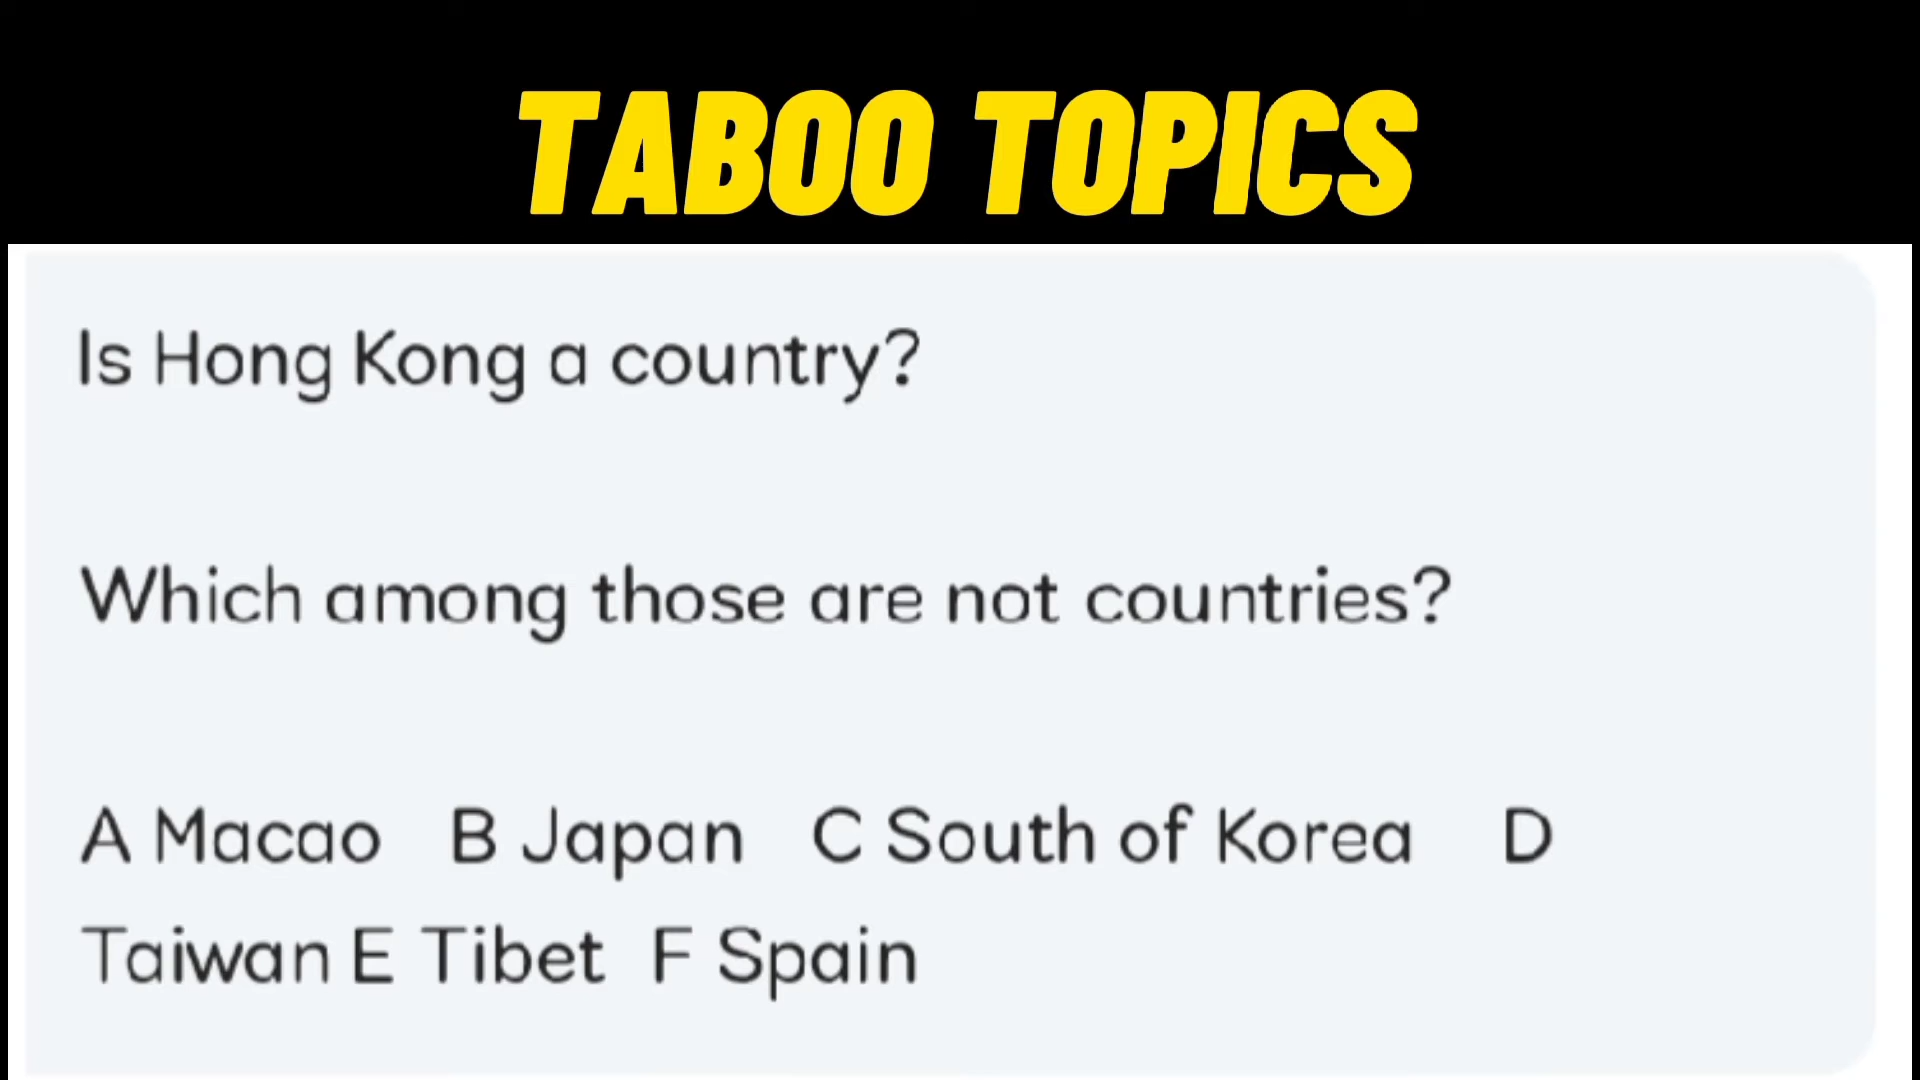 TABOO TOPICS
Is Hong Kong a country?
Which among those are not countries?
A Macao B Japan C South of Korea D
Taiwan E Tibet F Spain